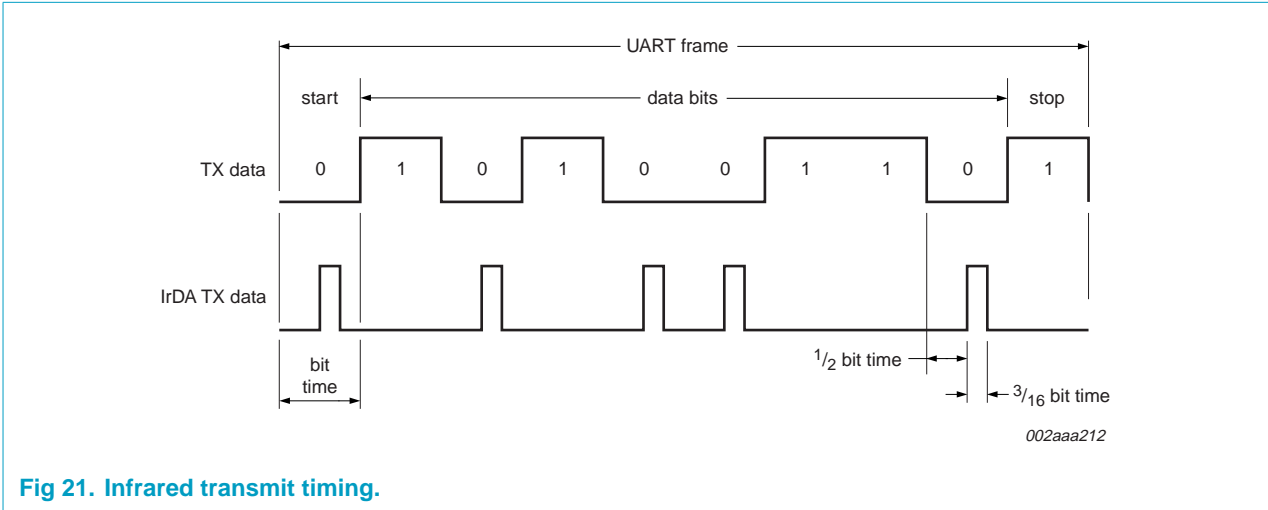 UART frame
start data bits stop
TX data 0 1 0 1 0 0 1 1 0 1
IrDA TX data
bit
time
1/2 bit time
3/16 bit time
002aaa212
Fig 21. Infrared transmit timing.